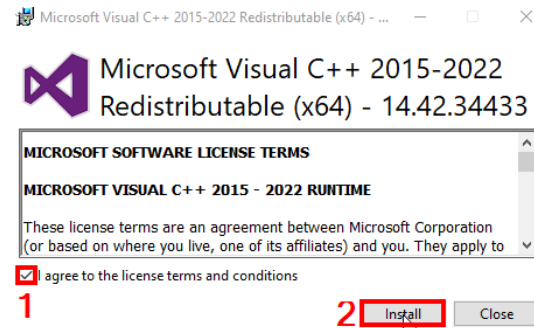 Microsoft Visual C++ 2015-2022 Redistributable (x64) - ...
Microsoft Visual C++ 2015-2022
Redistributable (x64) - 14.42.34433
MICROSOFT SOFTWARE LICENSE TERMS
MICROSOFT VISUAL C++ 2015 - 2022 RUNTIME
These license terms are an agreement between Microsoft Corporation
(or based on where you live, one of its affiliates) and you. They apply to
I agree to the license terms and conditions
1
2 Install Close